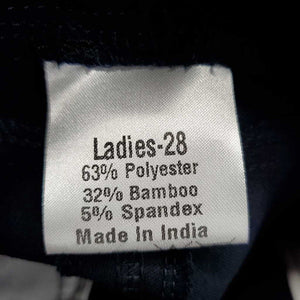 Ladies-28
63% Polyester
32% Bamboo
5% Spandex
Made In India